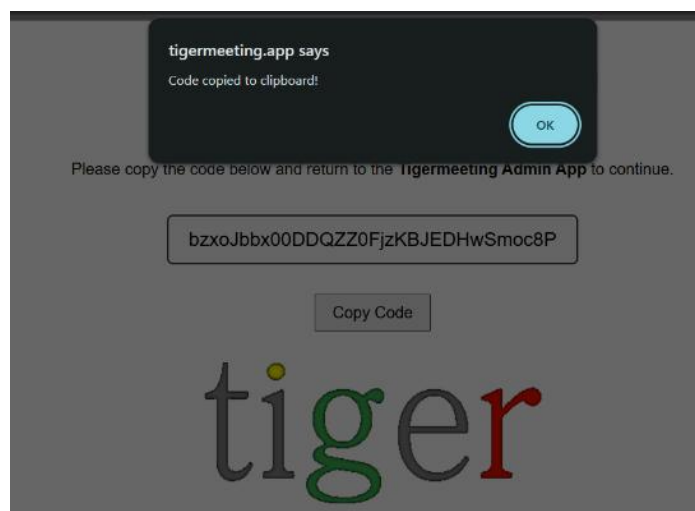 tigermeeting.app says
Code copied to clipboard!
OK
Please copy the code below and return to the Tigermeeting Admin App to continue.
bzxoJbbx00DDQZZ0FjzKBJEDHwSmoc8P
Copy Code
tiger